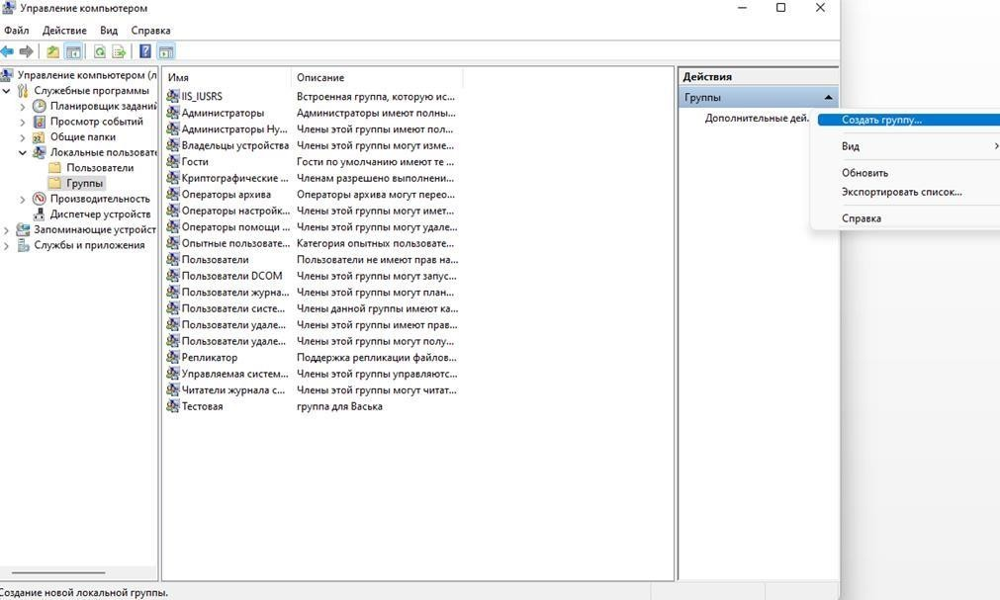 Управление компьютером
Файл Действие Вид Справка
Управление компьютером (л
Служебные программы
Планировщик заданий
Просмотр событий
Общие папки
Локальные пользовате
Пользователи
Группы
Производительность
Диспетчер устройств
Запоминающие устройст
Службы и приложения
Имя Описание
IIS_IUSRS Встроенная группа, которую ис...
Администраторы Администраторы имеют полны...
Администраторы Hy... Члены этой группы имеют пол...
Владельцы устройства Члены этой группы могут изме...
Гости Гости по умолчанию имеют те ...
Криптографические ... Членам разрешено выполнени...
Операторы архива Операторы архива могут перео...
Операторы настройк... Члены этой группы могут имет...
Операторы помощи ... Члены этой группы могут удале...
Опытные пользовате... Категория опытных пользовате...
Пользователи Пользователи не имеют прав на...
Пользователи DCOM Члены этой группы могут запус...
Пользователи журна... Члены этой группы могут план...
Пользователи систе... Члены данной группы имеют ка...
Пользователи удале... Члены этой группы имеют прав...
Пользователи удале... Члены этой группы могут полу...
Репликатор Поддержка репликации файлов...
Управляемая систем... Члены этой группы управляютс...
Читатели журнала с... Члены этой группы могут читат...
Тестовая группа для Васька
Действия
Группы
Дополнительные дей.
Создать группу...
Вид
Обновить
Экспортировать список...
Справка
Создание новой локальной группы.